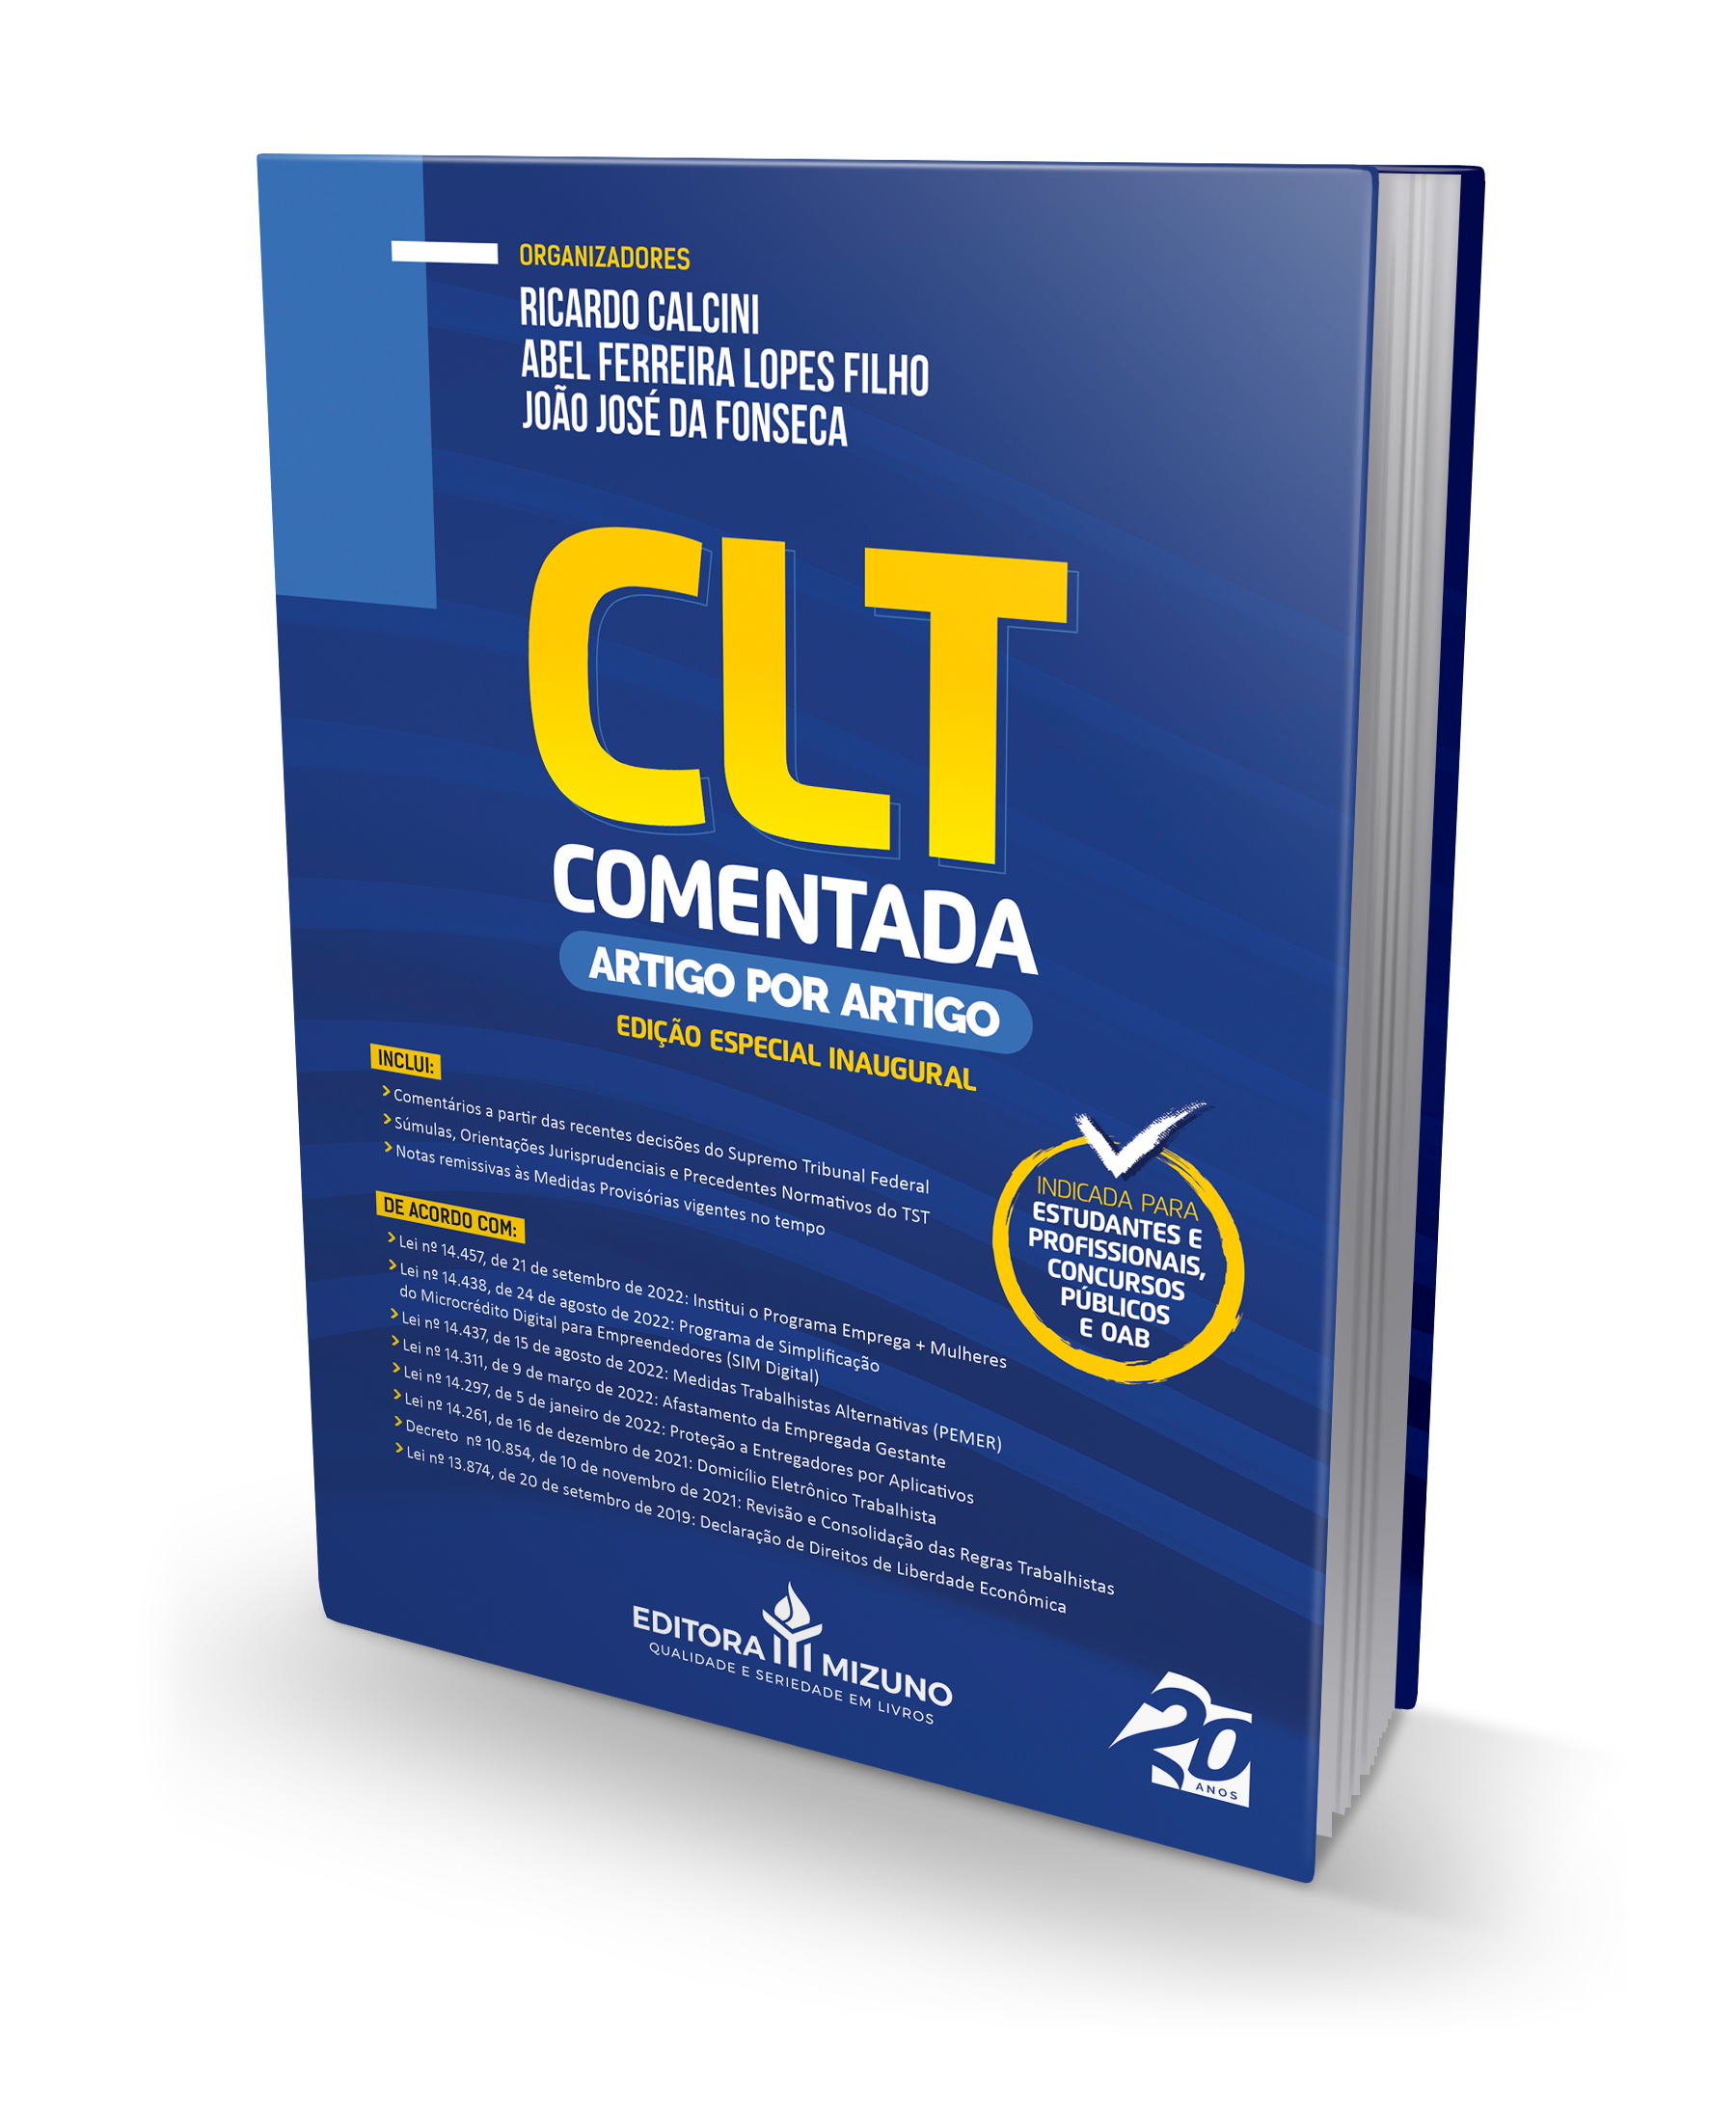 ORGANIZADORES
RICARDO CALCINI
ABEL FERREIRA LOPES FILHO
JOÃO JOSÉ DA FONSECA
CLT
COMENTADA
ARTIGO POR ARTIGO
EDIÇÃO ESPECIAL INAUGURAL
INCLUI:
Comentários a partir das recentes decisões do Supremo Tribunal Federal
Súmulas, Orientações Jurisprudenciais e Precedentes Normativos do TST
Notas remissivas às Medidas Provisórias vigentes no tempo
DE ACORDO COM:
Lei nº 14.457, de 21 de setembro de 2022: Institui o Programa Emprega + Mulheres
Lei nº 14.438, de 24 de agosto de 2022: Programa de Simplificação
do Microcrédito Digital para Empreendedores (SIM Digital)
Lei nº 14.437, de 15 de agosto de 2022: Medidas Trabalhistas Alternativas (PEMER)
Lei nº 14.311, de 9 de março de 2022: Afastamento da Empregada Gestante
Lei nº 14.297, de 5 de janeiro de 2022: Proteção a Entregadores por Aplicativos
Lei nº 14.261, de 16 de dezembro de 2021: Domicílio Eletrônico Trabalhista
Decreto nº 10.854, de 10 de novembro de 2021: Revisão e Consolidação das Regras Trabalhistas
Lei nº 13.874, de 20 de setembro de 2019: Declaração de Direitos de Liberdade Econômica
INDICADA PARA
ESTUDANTES E
PROFISSIONAIS,
CONCURSOS
PÚBLICOS
E OAB
EDITORA MIZUNO
QUALIDADE E SERIEDADE EM LIVROS
20
ANOS